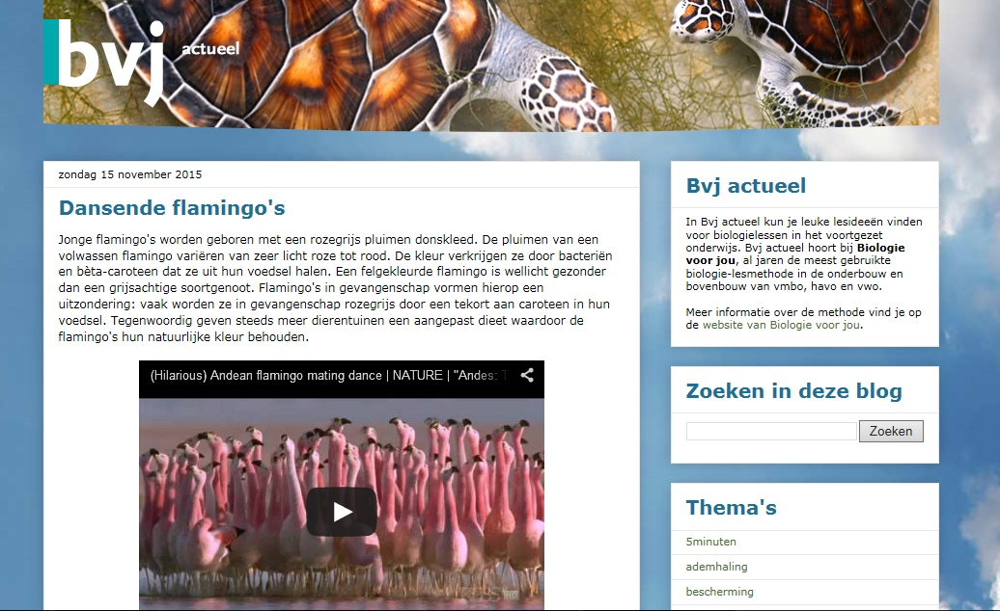 bvj actueel
zondag 15 november 2015
Dansende flamingo's
Jonge flamingo's worden geboren met een rozegrijs pluimen donskleed. De pluimen van een
volwassen flamingo variëren van zeer licht roze tot rood. De kleur verkrijgen ze door bacteriën
en bèta-caroteen dat ze uit hun voedsel halen. Een felgekleurde flamingo is wellicht gezonder
dan een grijsachtige soortgenoot. Flamingo's in gevangenschap vormen hierop een
uitzondering: vaak worden ze in gevangenschap rozegrijs door een tekort aan caroteen in hun
voedsel. Tegenwoordig geven steeds meer dierentuinen een aangepast dieet waardoor de
flamingo's hun natuurlijke kleur behouden.
(Hilarious) Andean flamingo mating dance | NATURE | "Andes: T
Bvj actueel
In Bvj actueel kun je leuke lesideeën vinden
voor biologielessen in het voortgezet
onderwijs. Bvj actueel hoort bij Biologie
voor jou, al jaren de meest gebruikte
biologie-lesmethode in de onderbouw en
bovenbouw van vmbo, havo en vwo.
Meer informatie over de methode vind je op
de website van Biologie voor jou.
Zoeken in deze blog
Zoeken
Thema's
5minuten
ademhaling
bescherming